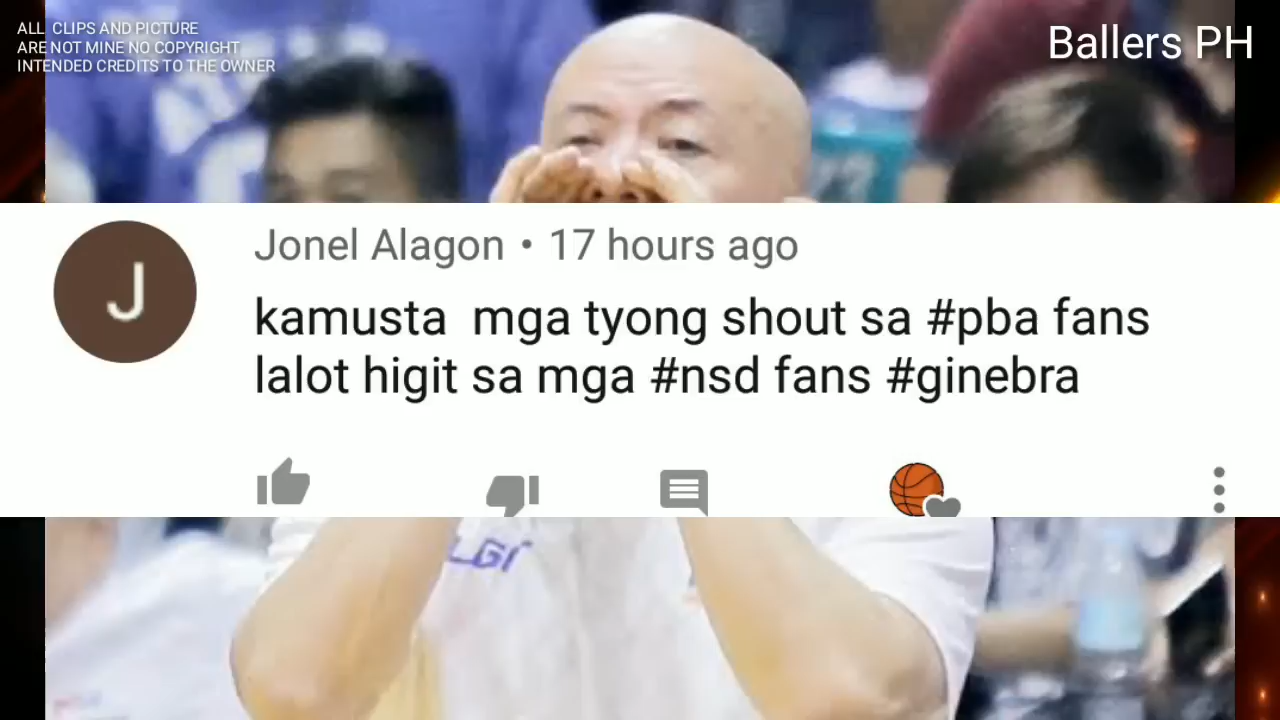 ALL CLIPS AND PICTURE
ARE NOT MINE NO COPYRIGHT
INTENDED CREDITS TO THE OWNER
Ballers PH
J
Jonel Alagon • 17 hours ago
kamusta mga tyong shout sa #pba fans
lalot higit sa mga #nsd fans #ginebra